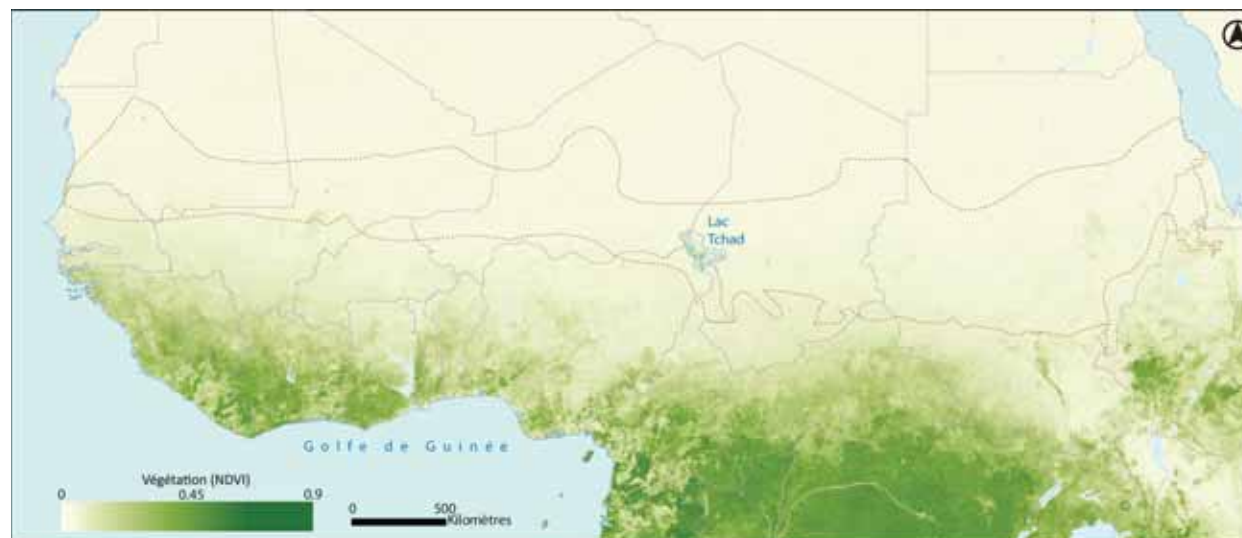 Lac
Tchad
Golfe de Guinée
Végétation (NDVI)
0 0.45 0.9
0 500
Kilomètres